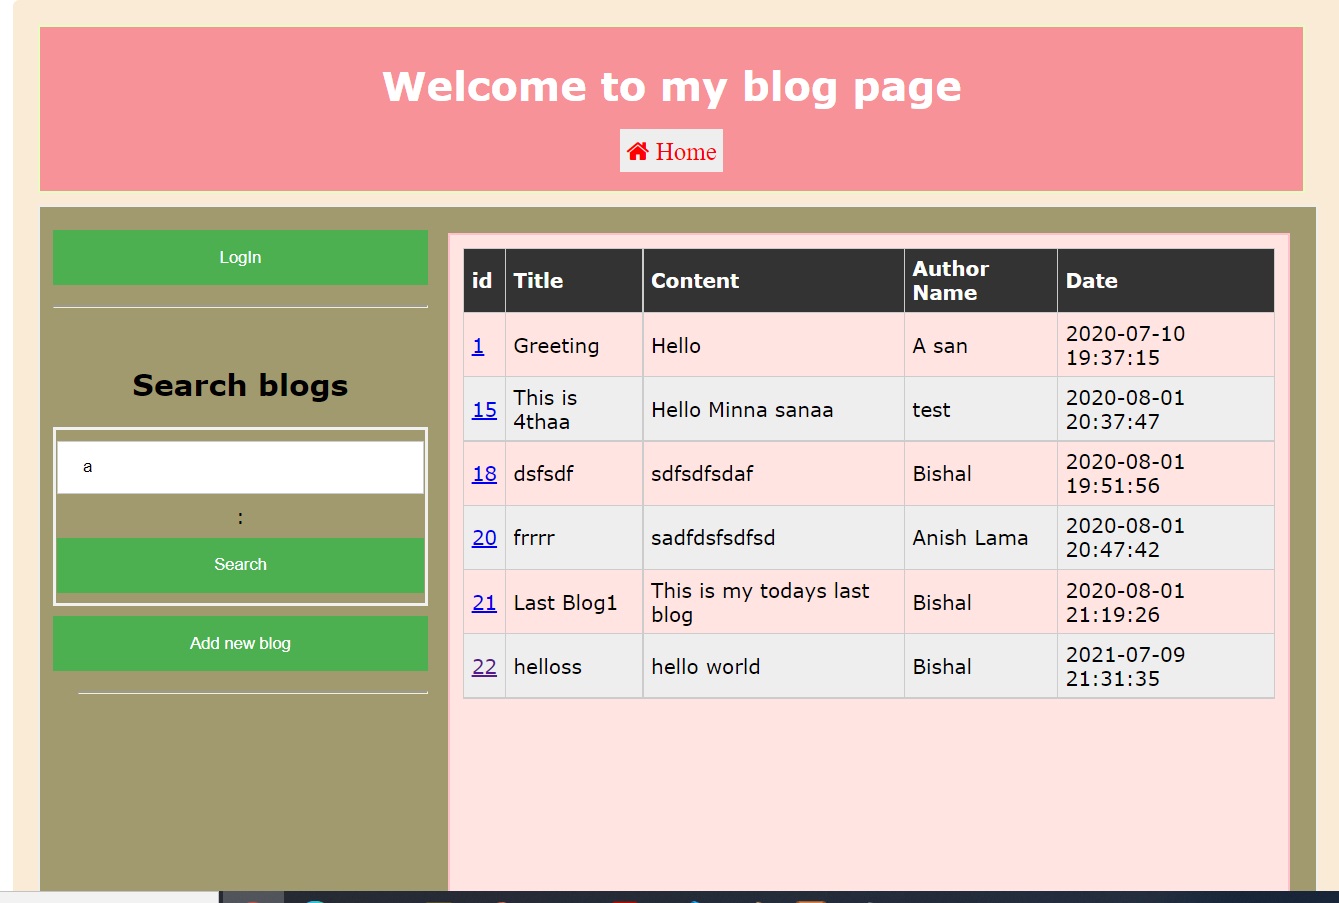 Welcome to my blog page
Home
LogIn
Search blogs
a
:
Search
Add new blog
id Title Content Author Name Date
1 Greeting Hello A san 2020-07-10 19:37:15
15 This is 4thaa Hello Minna sanaa test 2020-08-01 20:37:47
18 dsfsdf sdfsdfsdaf Bishal 2020-08-01 19:51:56
20 frrrr sadfdsfsdfsd Anish Lama 2020-08-01 20:47:42
21 Last Blog1 This is my todays last blog Bishal 2020-08-01 21:19:26
22 helloss hello world Bishal 2021-07-09 21:31:35